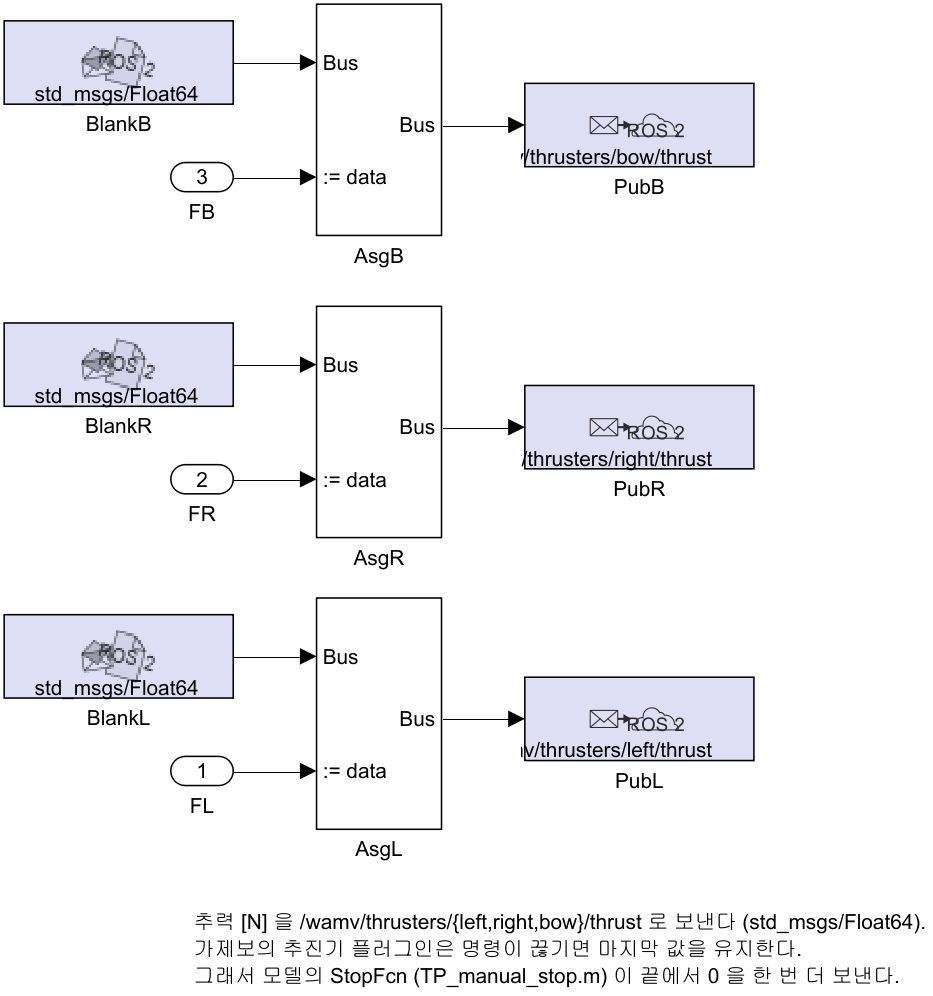 ROS 2
std_msgs/Float64
BlankB
Bus
Bus
:= data
3
FB
AsgB
ROS 2
/thrusters/bow/thrust
PubB
ROS 2
std_msgs/Float64
BlankR
Bus
Bus
:= data
2
FR
AsgR
ROS 2
/thrusters/right/thrust
PubR
ROS 2
std_msgs/Float64
BlankL
Bus
Bus
:= data
1
FL
AsgL
ROS 2
v/thrusters/left/thrust
PubL
추력 [N] 을 /wamv/thrusters/{left,right,bow}/thrust 로 보낸다 (std_msgs/Float64).
가제보의 추진기 플러그인은 명령이 끊기면 마지막 값을 유지한다.
그래서 모델의 StopFcn (TP_manual_stop.m) 이 끝에서 0 을 한 번 더 보낸다.